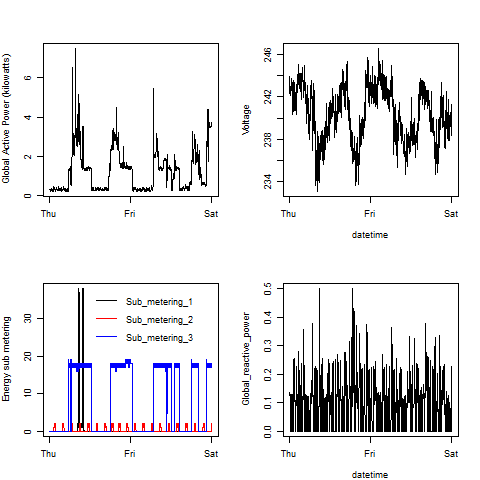 Global Active Power (kilowatts)
0
2
4
6
Thu
Fri
Sat
Voltage
234
238
242
246
Thu
Fri
Sat
datetime
Energy sub metering
0
10
20
30
Sub_metering_1
Sub_metering_2
Sub_metering_3
Thu
Fri
Sat
Global_reactive_power
0.0
0.1
0.2
0.3
0.4
0.5
Thu
Fri
Sat
datetime